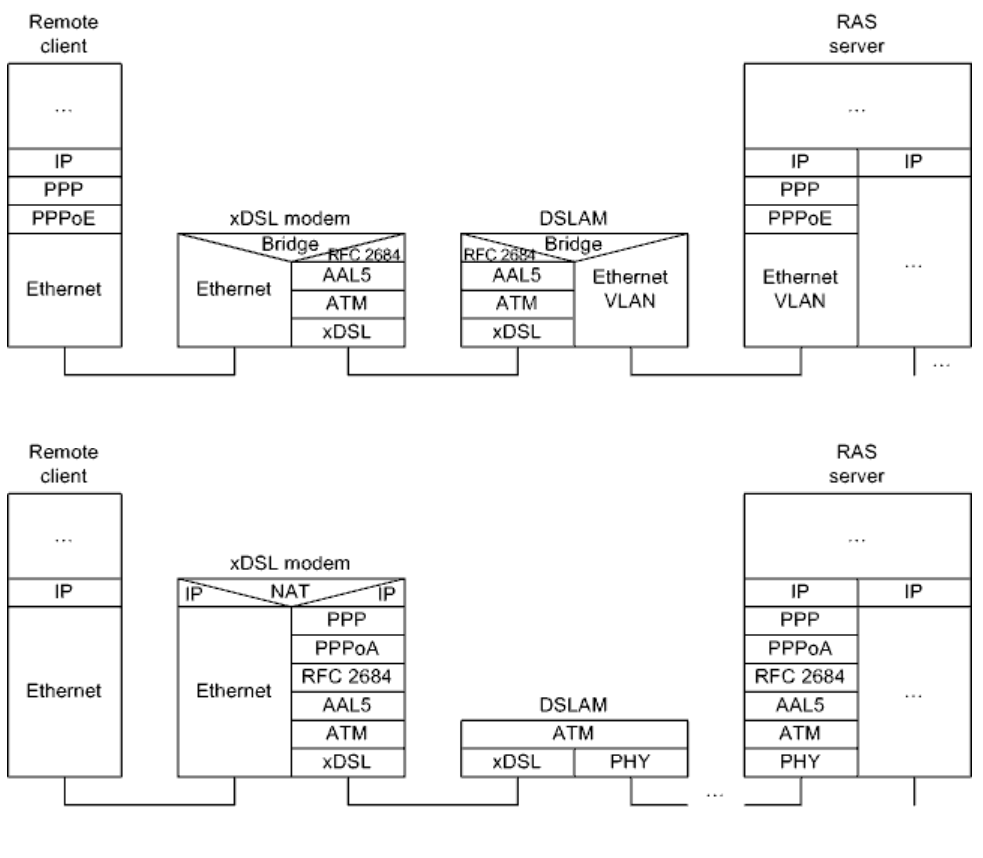 Remote
client
RAS
server
...
...
IP
IP
IP
PPP
PPP
PPPoE
xDSL modem
DSLAM
PPPoE
Bridge
RFC 2684
RFC 2684
Bridge
Ethernet
Ethernet
AAL5
ATM
xDSL
AAL5
ATM
xDSL
Ethernet
VLAN
Ethernet
VLAN
...
...
Remote
client
RAS
server
...
...
xDSL modem
IP
IP
NAT
IP
IP
IP
PPP
PPP
PPPoA
PPPoA
RFC 2684
RFC 2684
Ethernet
Ethernet
AAL5
DSLAM
AAL5
...
ATM
ATM
ATM
xDSL
xDSL
PHY
PHY
...